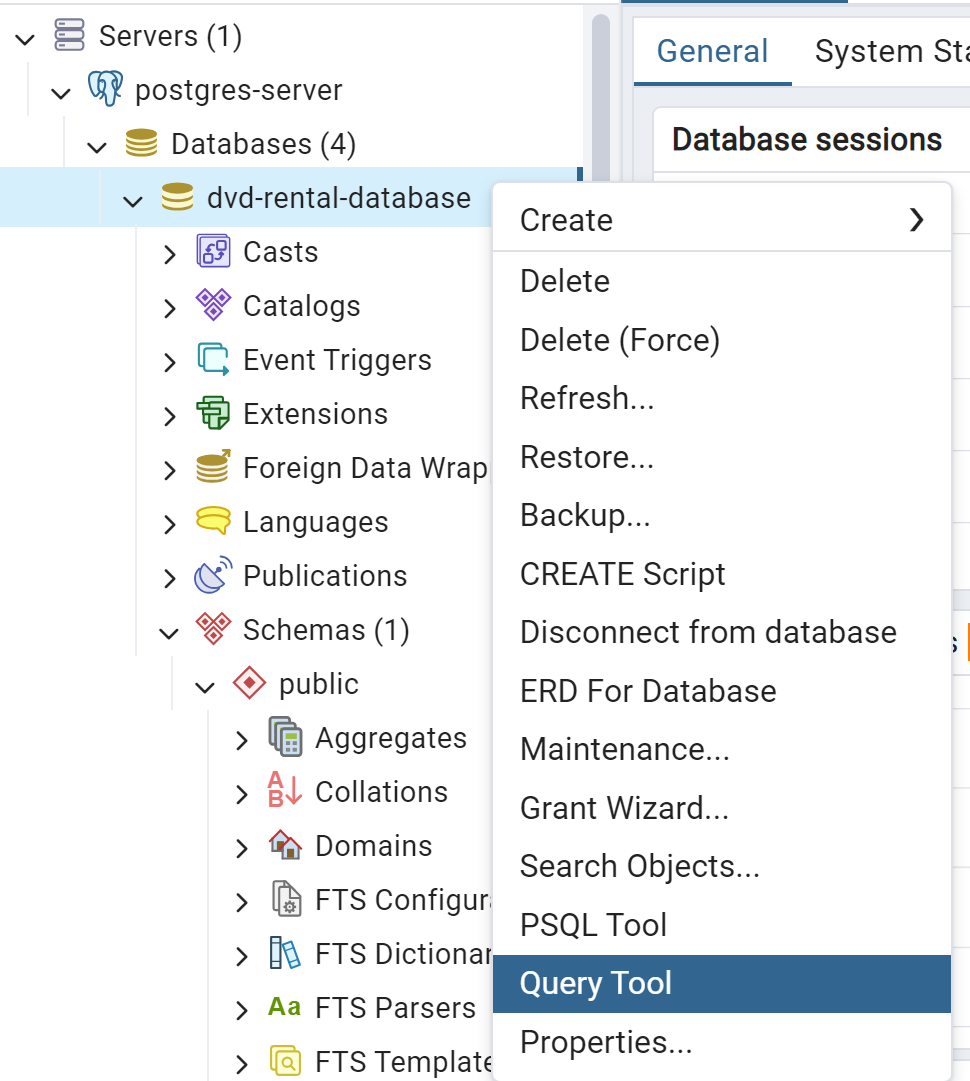 Servers (1)
postgres-server
Databases (4)
dvd-rental-database
Casts
Catalogs
Event Triggers
Extensions
Foreign Data Wrap
Languages
Publications
Schemas (1)
public
Aggregates
Collations
Domains
FTS Configur
FTS Dictionar
Aa FTS Parsers
FTS Template
General System Sta
Database sessions
Create
Delete
Delete (Force)
Refresh...
Restore...
Backup...
CREATE Script
Disconnect from database
ERD For Database
Maintenance...
Grant Wizard...
Search Objects...
PSQL Tool
Query Tool
Properties...